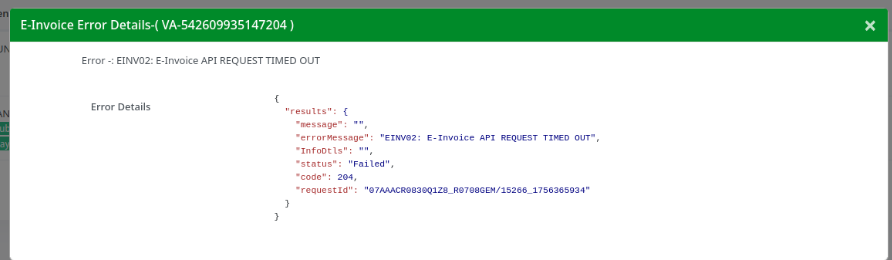 E-Invoice Error Details-( VA-542609935147204 ) ×
Error -: EINV02: E-Invoice API REQUEST TIMED OUT
Error Details
{
"results": {
"message": "",
"errorMessage": "EINV02: E-Invoice API REQUEST TIMED OUT",
"InfoDtls": "",
"status": "Failed",
"code": 204,
"requestId": "07AAACR0830Q1Z8_R0708GEM/15266_1756365934"
}
}